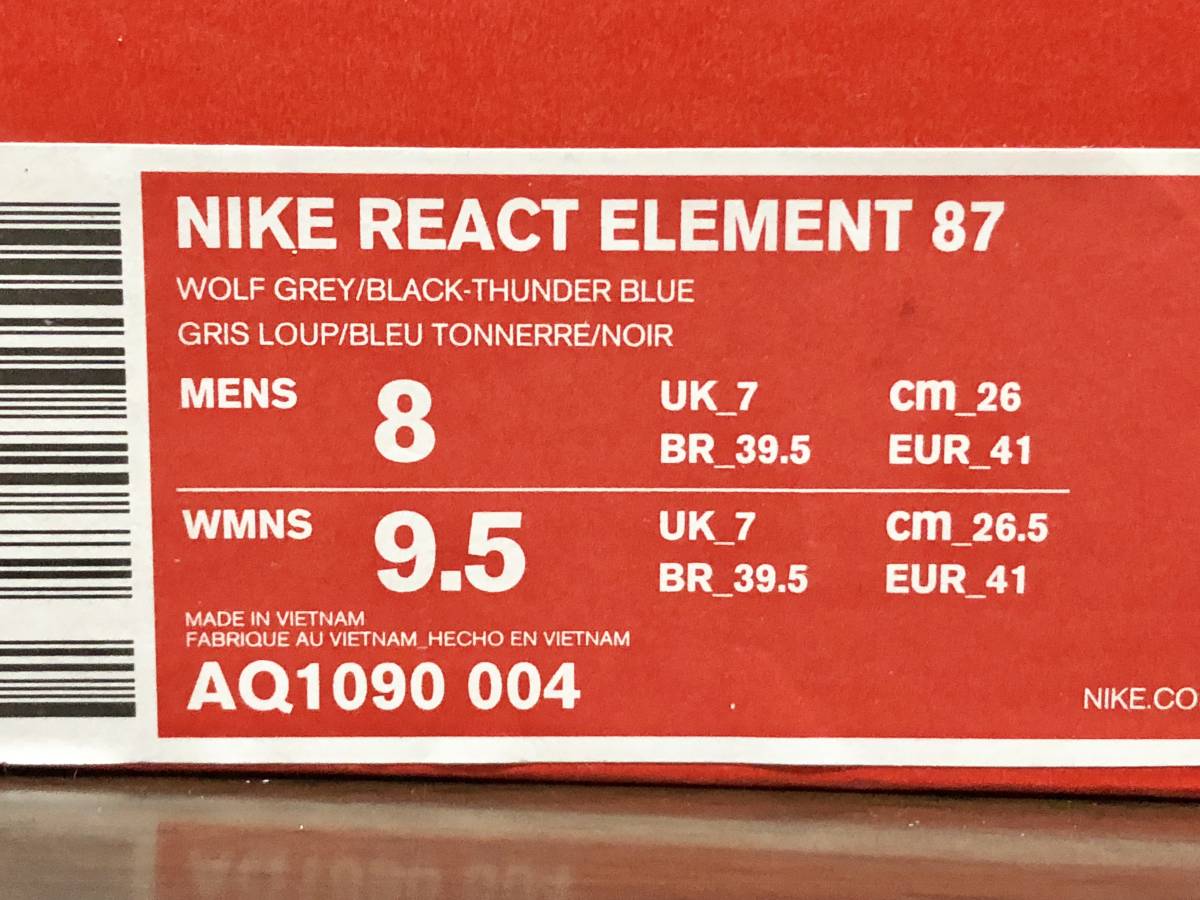 NIKE REACT ELEMENT 87
WOLF GREY/BLACK-THUNDER BLUE
GRIS LOUP/BLEU TONNERRE/NOIR
MENS 8 UK_7 cm_26
BR_39.5 EUR_41
WMNS 9.5 UK_7 cm_26.5
BR_39.5 EUR_41
MADE IN VIETNAM
FABRIQUE AU VIETNAM_HECHO EN VIETNAM
AQ1090 004
NIKE.CO